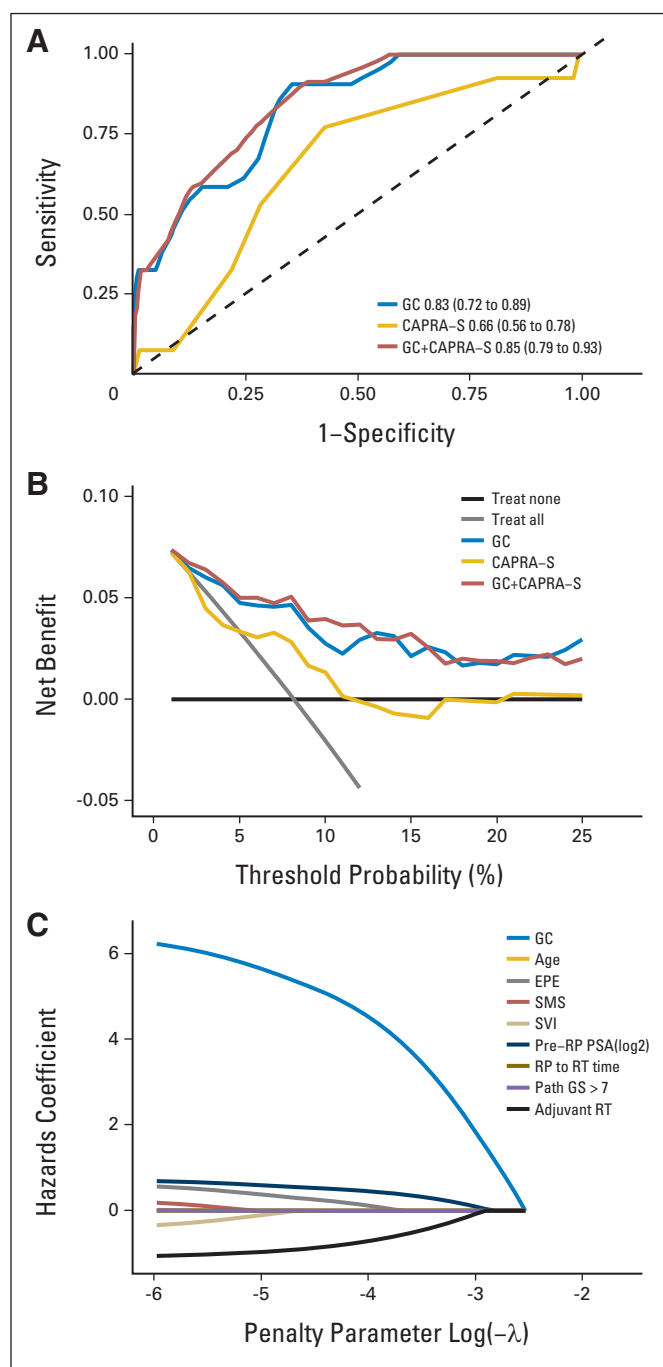 A
1.00
0.75
0.50
0.25
Sensitivity
GC 0.83 (0.72 to 0.89)
CAPRA–S 0.66 (0.56 to 0.78)
GC+CAPRA–S 0.85 (0.79 to 0.93)
0 0.25 0.50 0.75 1.00
1–Specificity
B
0.10
0.05
0.00
-0.05
Net Benefit
Treat none
Treat all
GC
CAPRA–S
GC+CAPRA–S
0 5 10 15 20 25
Threshold Probability (%)
C
6
4
2
0
Hazards Coefficient
GC
Age
EPE
SMS
SVI
Pre–RP PSA(log2)
RP to RT time
Path GS > 7
Adjuvant RT
-6 -5 -4 -3 -2
Penalty Parameter Log(-λ)